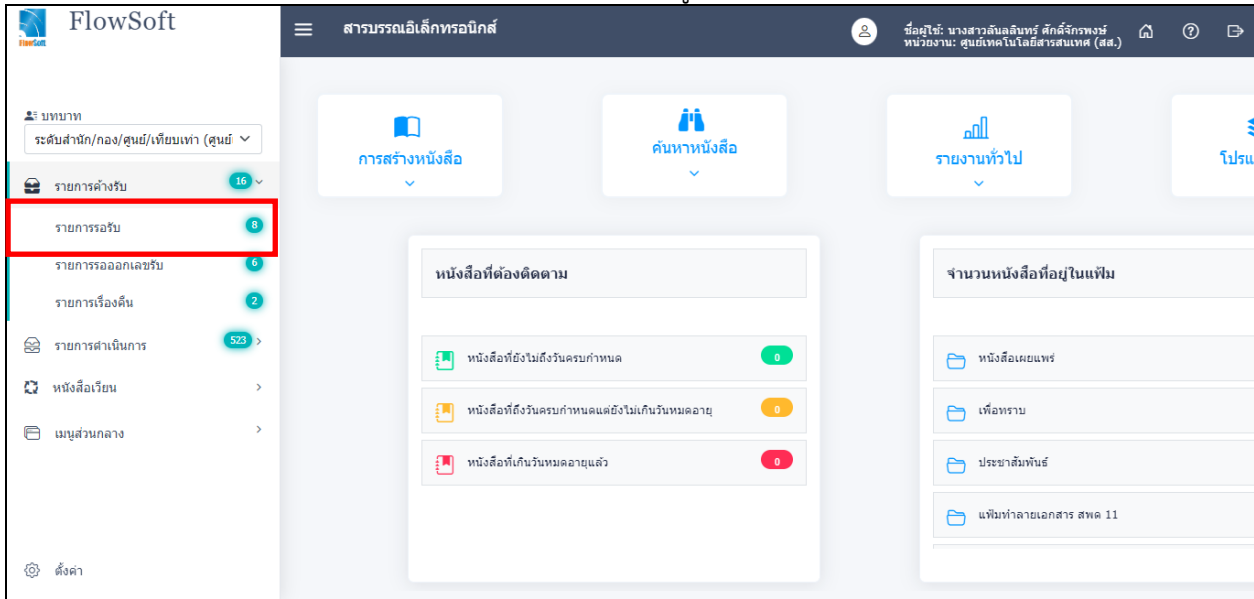 FlowSoft
FlowSoft
สารบรรณอิเล็กทรอนิกส์
ชื่อผู้ใช้: นางสาวลันลลินทร์ ศักดิ์จักรพงษ์
หน่วยงาน: ศูนย์เทคโนโลยีสารสนเทศ (สส.)
บทบาท
ระดับสำนัก/กอง/ศูนย์/เทียบเท่า (ศูนย์
รายการค้างรับ 16
รายการรอรับ 8
รายการรอออกเลขรับ 6
รายการเรื่องคืน 2
รายการดำเนินการ 523
หนังสือเวียน
เมนูส่วนกลาง
ตั้งค่า
การสร้างหนังสือ
ค้นหาหนังสือ
รายงานทั่วไป
หนังสือที่ต้องติดตาม
หนังสือที่ยังไม่ถึงวันครบกำหนด 0
หนังสือที่ถึงวันครบกำหนดแต่ยังไม่เกินวันหมดอายุ 0
หนังสือที่เกินวันหมดอายุแล้ว 0
จำนวนหนังสือที่อยู่ในแฟ้ม
หนังสือเผยแพร่
เพื่อทราบ
ประชาสัมพันธ์
แฟ้มทำลายเอกสาร สพด 11